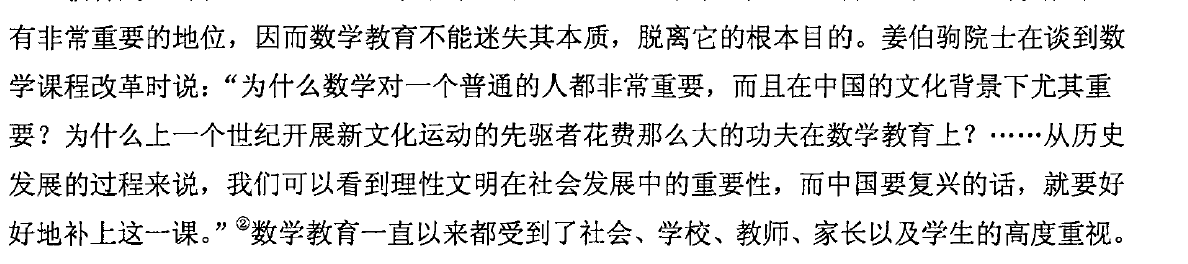 有非常重要的地位，因而数学教育不能迷失其本质，脱离它的根本目的。姜伯驹院士在谈到数
学课程改革时说：“为什么数学对一个普通的人都非常重要，而且在中国的文化背景下尤其重
要？为什么上一个世纪开展新文化运动的先驱者花费那么大的功夫在数学教育上？……从历史
发展的过程来说，我们可以看到理性文明在社会发展中的重要性，而中国要复兴的话，就要好
好地补上这一课。”②数学教育一直以来都受到了社会、学校、教师、家长以及学生的高度重视。